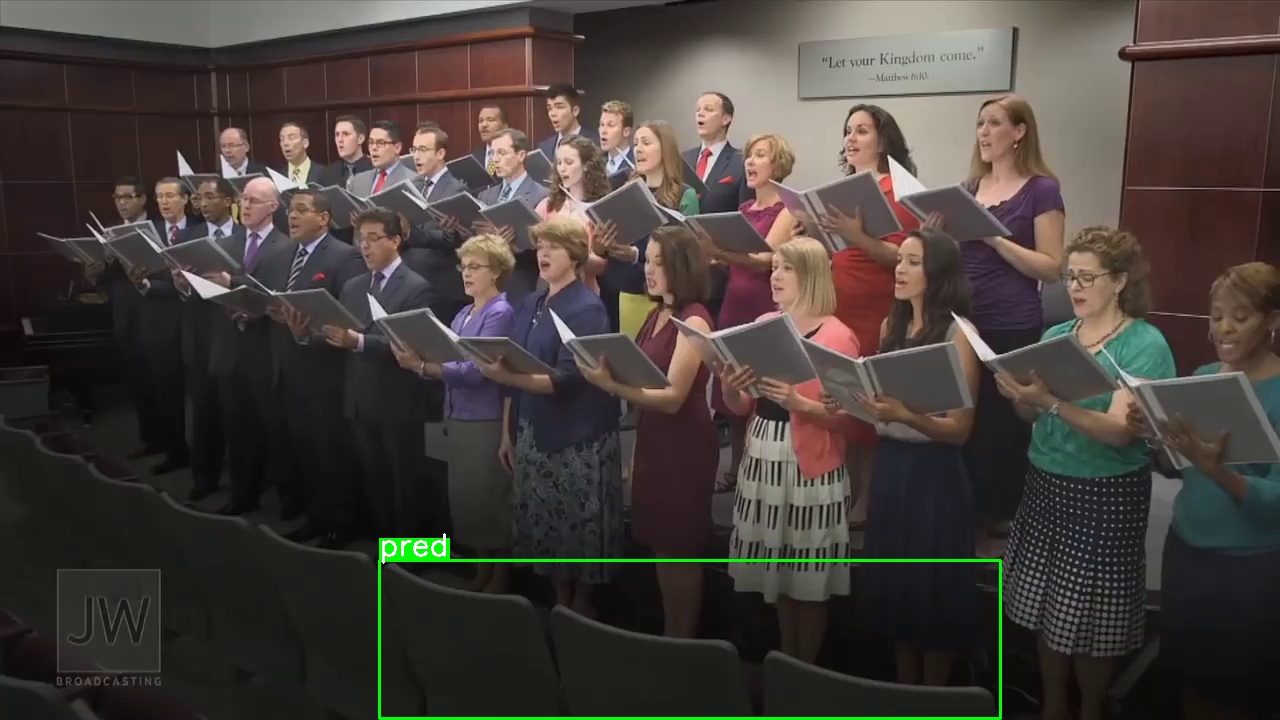 “Let your Kingdom come.”
—Matthew 6:10.
pred
JW
BROADCASTING